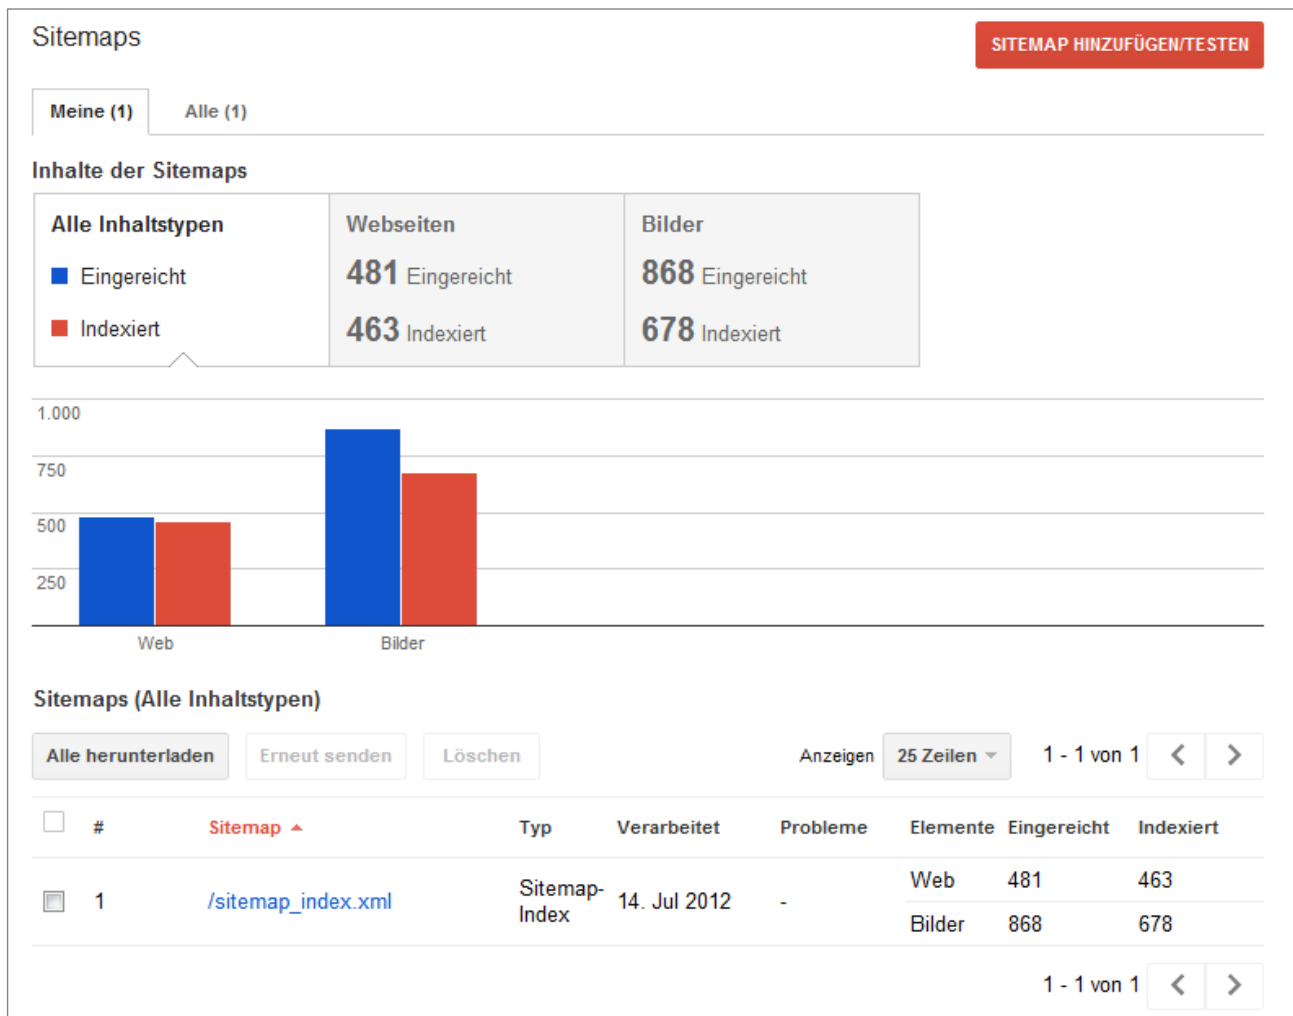 Sitemaps
SITEMAP HINZUFÜGEN/TESTEN
Meine (1) Alle (1)
Inhalte der Sitemaps
Alle Inhaltstypen Webseiten Bilder
Eingereicht 481 Eingereicht 868 Eingereicht
Indexiert 463 Indexiert 678 Indexiert
1.000
750
500
250
Web Bilder
Sitemaps (Alle Inhaltstypen)
Alle herunterladen Erneut senden Löschen Anzeigen 25 Zeilen 1 - 1 von 1
# Sitemap Typ Verarbeitet Probleme Elemente Eingereicht Indexiert
1 /sitemap_index.xml Sitemap-Index 14. Jul 2012 - Web 481 463
Bilder 868 678
1 - 1 von 1